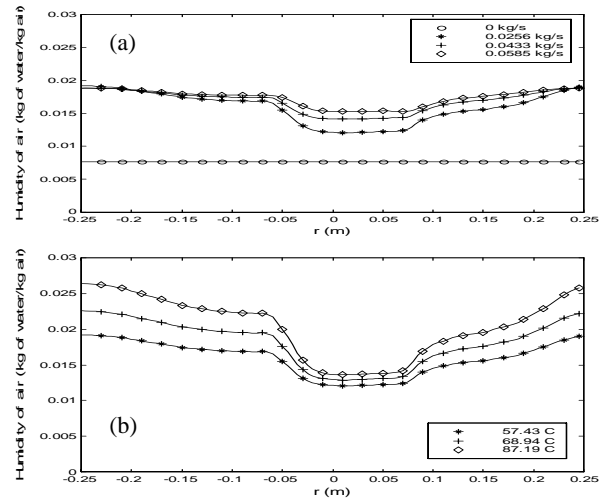 0.03
0.025
0.02
0.015
0.01
0.005
0
Humidity of air (kg of water/kg air)
(a)
0 kg/s
0.0256 kg/s
0.0433 kg/s
0.0585 kg/s
-0.25 -0.2 -0.15 -0.1 -0.05 0 0.05 0.10 0.15 0.2 0.25
r (m)
0.03
0.025
0.02
0.015
0.01
0.005
0
Humidity of air (kg of water/kg air)
(b)
57.43 C
68.94 C
87.19 C
-0.25 -0.2 -0.15 -0.1 -0.05 0 0.05 0.10 0.15 0.2 0.25
r (m)